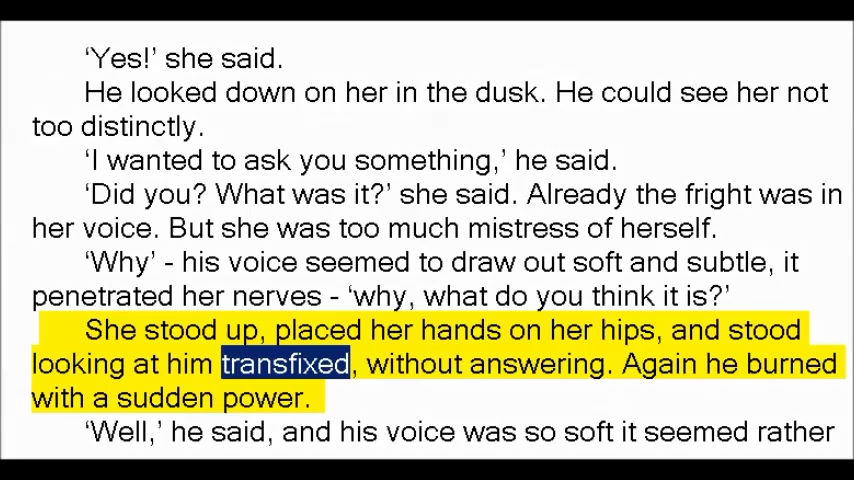 ‘Yes!’ she said.
He looked down on her in the dusk. He could see her not
too distinctly.
‘I wanted to ask you something,’ he said.
‘Did you? What was it?’ she said. Already the fright was in
her voice. But she was too much mistress of herself.
‘Why’ - his voice seemed to draw out soft and subtle, it
penetrated her nerves - ‘why, what do you think it is?’
She stood up, placed her hands on her hips, and stood
looking at him transfixed, without answering. Again he burned
with a sudden power.
‘Well,’ he said, and his voice was so soft it seemed rather